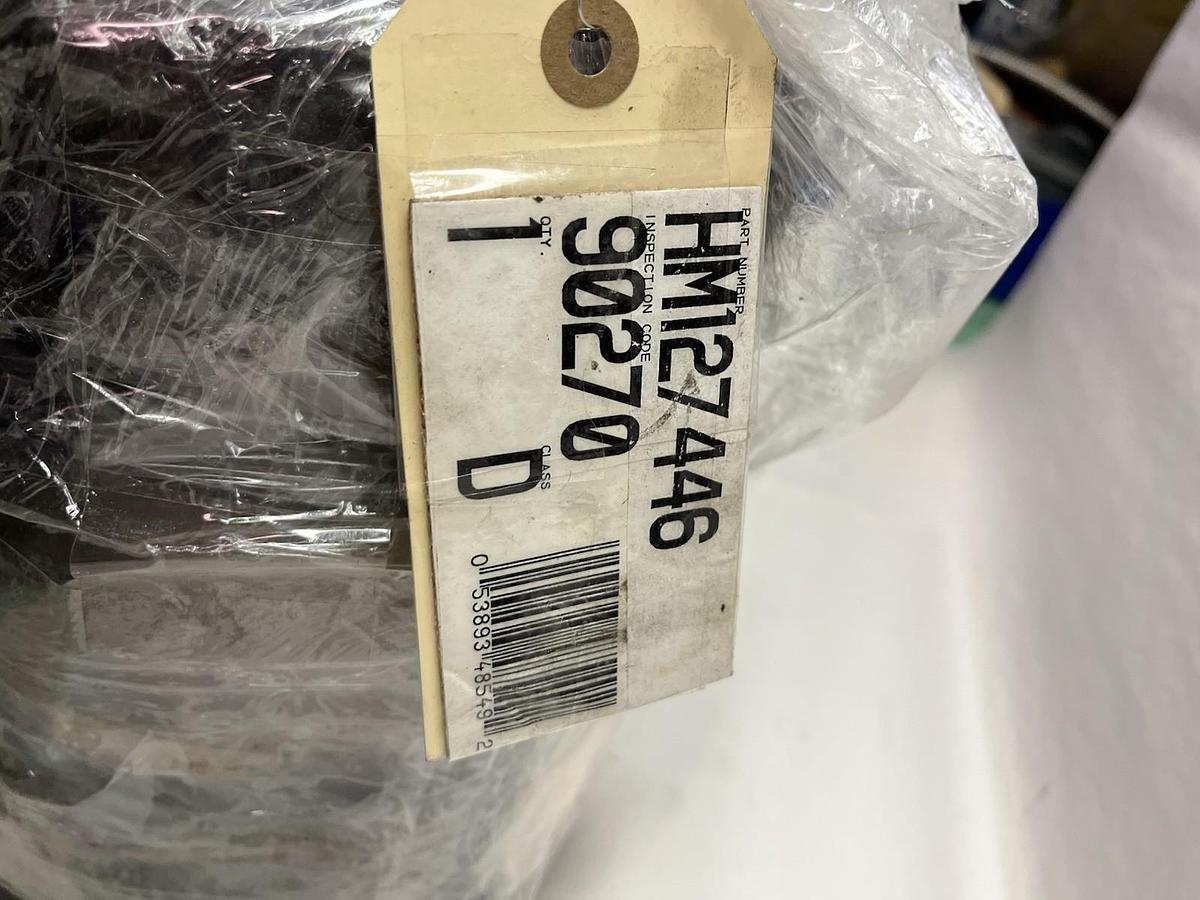 PART NUMBER
HM127446
INSPECTION CODE
90270
QTY. CLASS
1 D
0 53893 48549 2